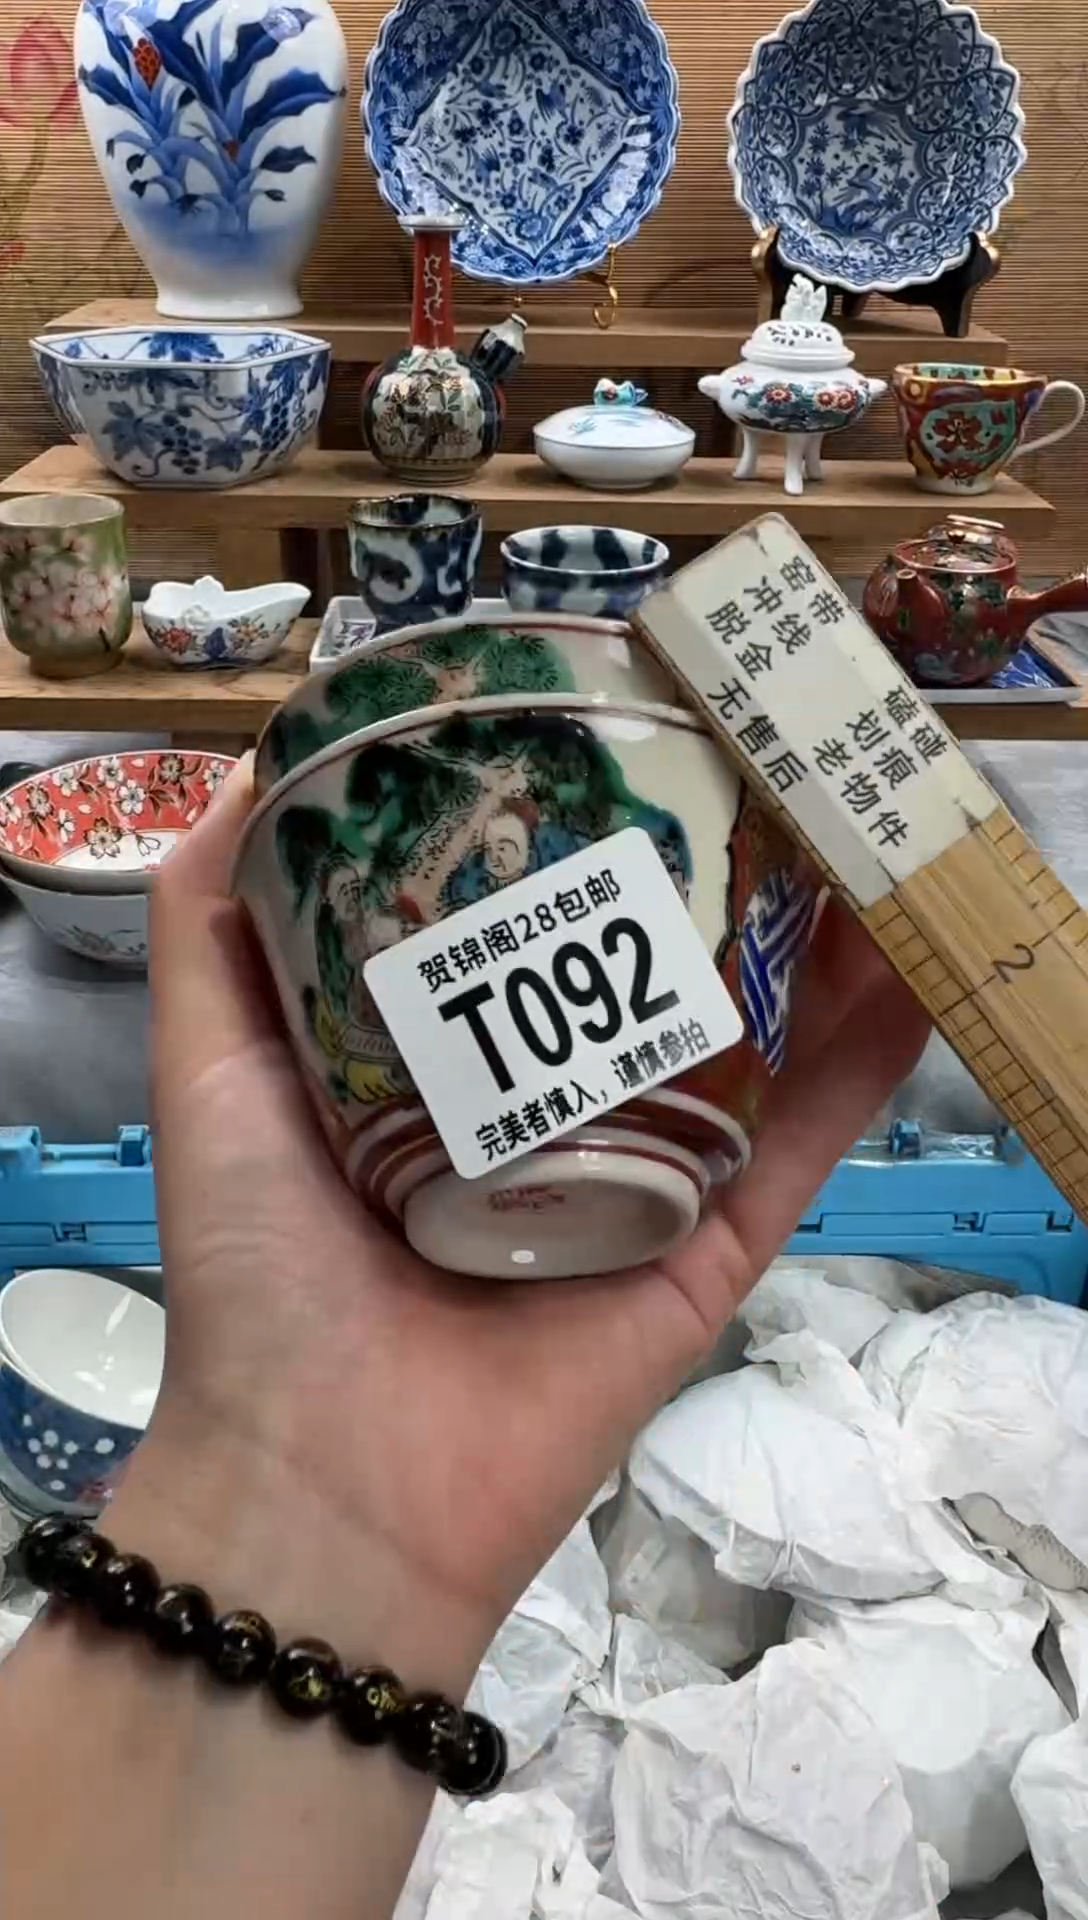 窑带 磕碰
冲线 划痕
脱金 老物件
无售后
2
贺锦阁28包邮
T092
完美者慎入，谨慎参拍